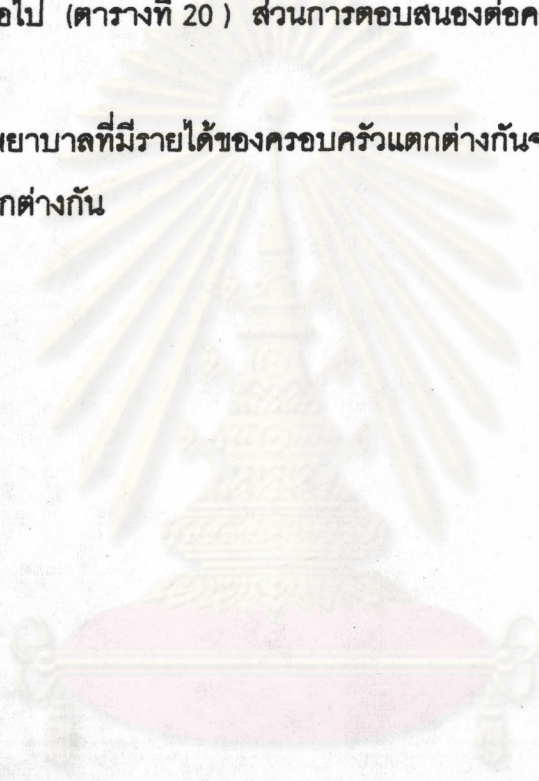 อไป (ตารางที่ 20 ) ส่วนการตอบสนองต่อค
พยาบาลที่มีรายได้ของครอบครัวแตกต่างกันจ
กต่างกัน